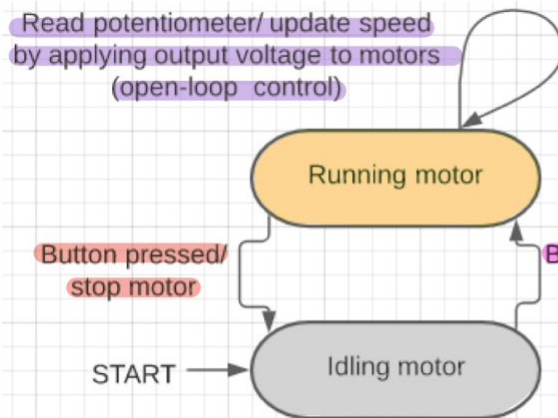 Read potentiometer/ update speed
by applying output voltage to motors
(open-loop control)
Running motor
Button pressed/
stop motor
B
START
Idling motor